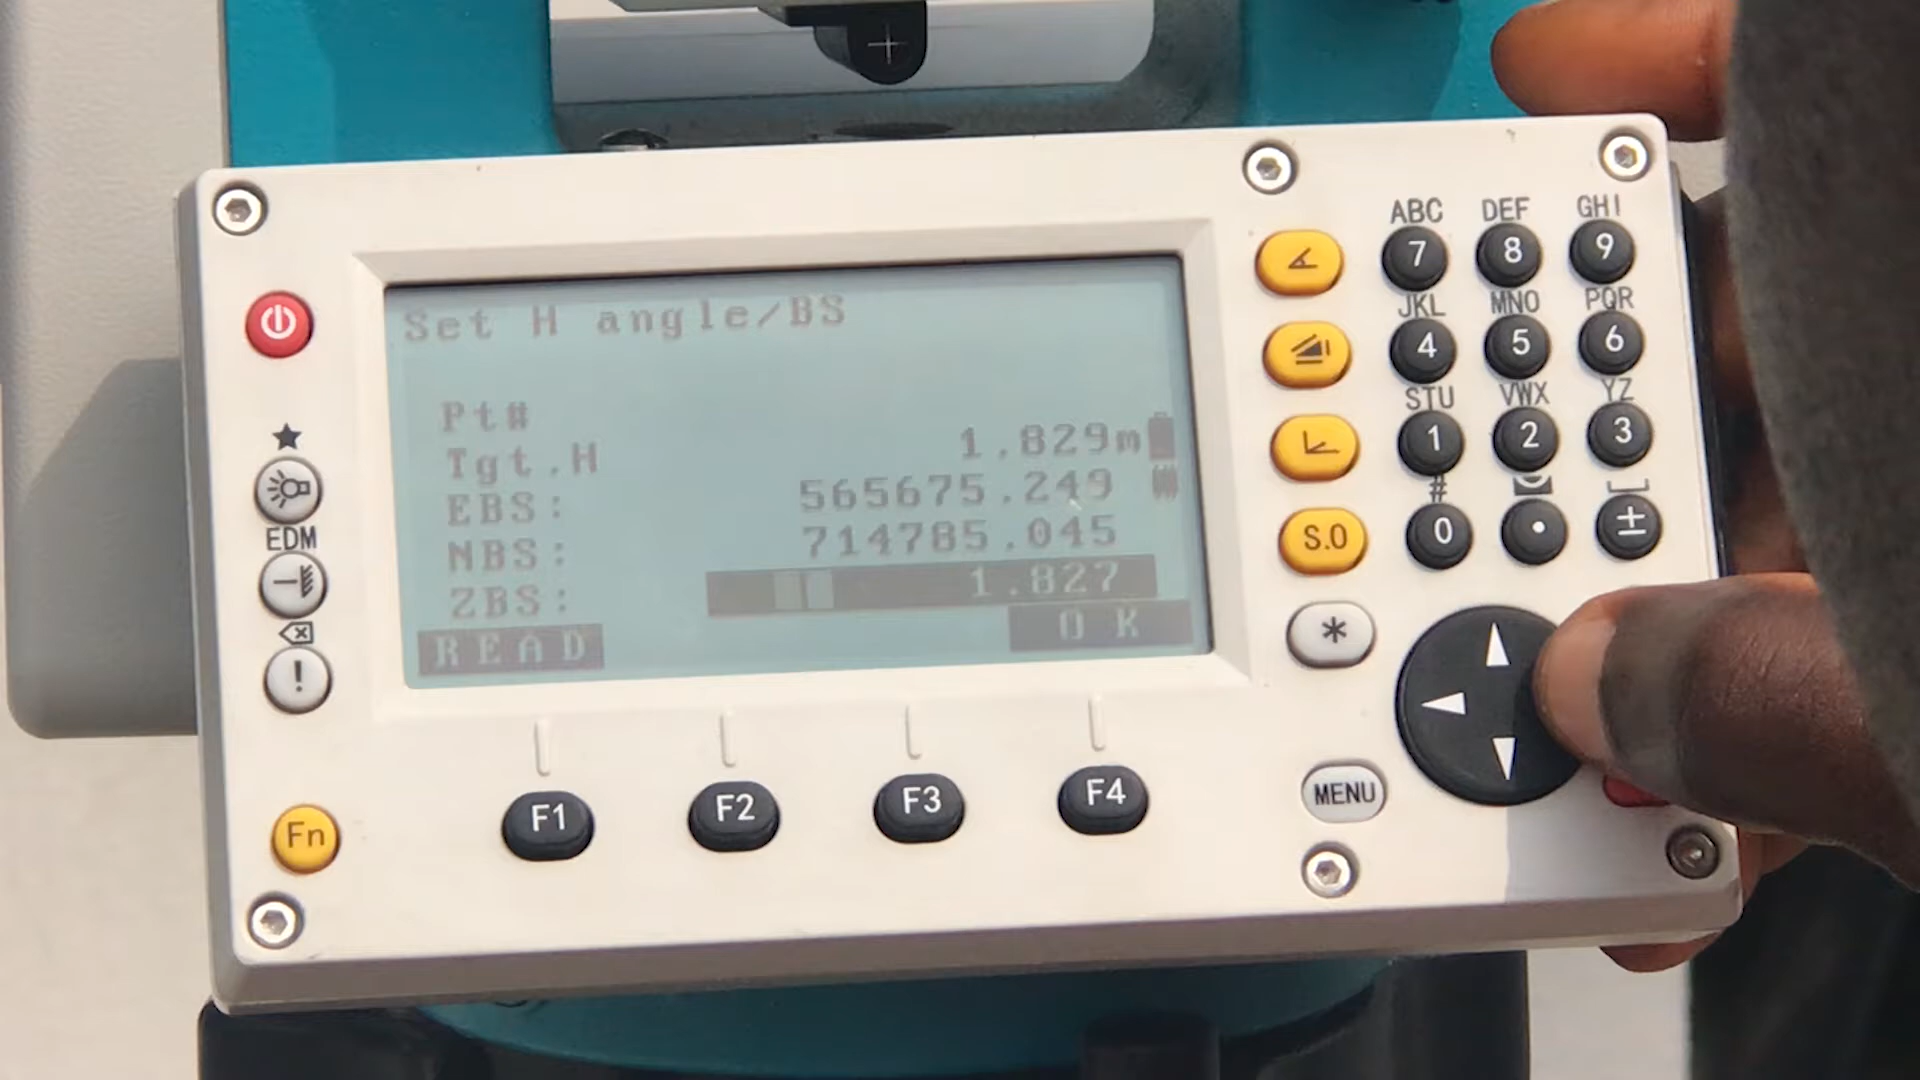 Set H angle/BS
Pt#
Tgt.H 1.829m
EBS: 565675.249
NBS: 714785.045
ZBS: 1.827
READ OK
EDM
!
Fn
F1 F2 F3 F4
ABC DEF GHI
7 8 9
JKL MNO PQR
4 5 6
STU VWX YZ
1 2 3
#
S.O 0 • ±
*
MENU